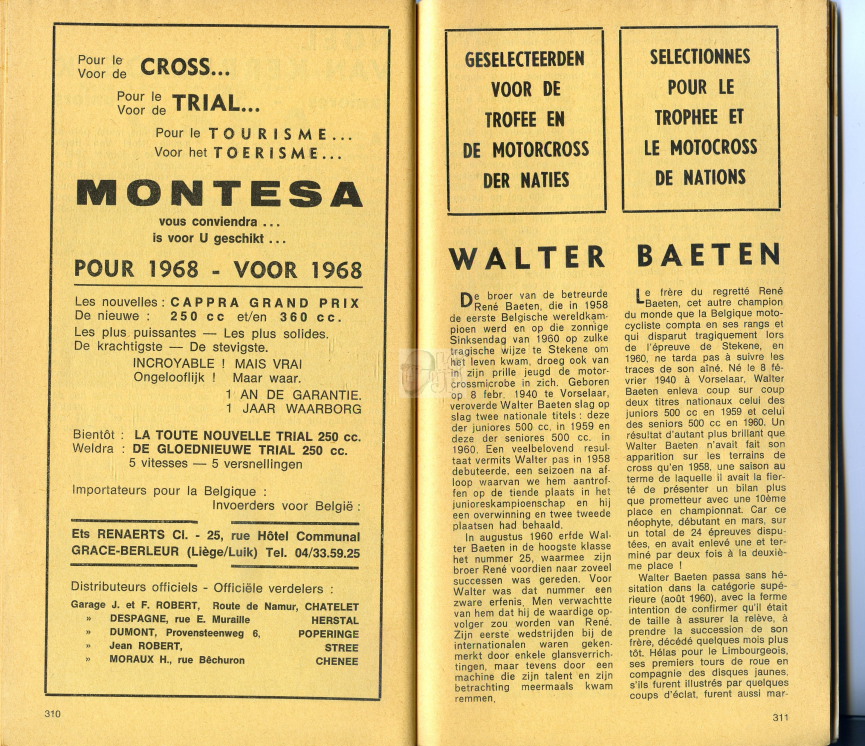 Pour le
Voor de CROSS...
Pour le
Voor de TRIAL...
Pour le TOURISME...
Voor het TOERISME...
MONTESA
vous conviendra ...
is voor U geschikt ...
POUR 1968 - VOOR 1968
Les nouvelles : CAPPRA GRAND PRIX
De nieuwe : 250 cc et/en 360 cc.
Les plus puissantes — Les plus solides.
De krachtigste — De stevigste.
INCROYABLE ! MAIS VRAI
Ongelooflijk ! Maar waar.
1 AN DE GARANTIE.
1 JAAR WAARBORG
Bientôt : LA TOUTE NOUVELLE TRIAL 250 cc.
Weldra : DE GLOEDNIEUWE TRIAL 250 cc.
5 vitesses — 5 versnellingen
Importateurs pour la Belgique :
Invoerders voor België :
Ets RENAERTS Cl. - 25, rue Hôtel Communal
GRACE-BERLEUR (Liège/Luik) Tel. 04/33.59.25
Distributeurs officiels - Officiële verdelers :
Garage J. et F. ROBERT, Route de Namur, CHATELET
» DESPAGNE, rue E. Muraille HERSTAL
» DUMONT, Provensteenweg 6, POPERINGE
» Jean ROBERT, STREE
» MORAUX H., rue Bêchuron CHENEE
310
GESELECTEERDEN
VOOR DE
TROFEE EN
DE MOTORCROSS
DER NATIES
SELECTIONNES
POUR LE
TROPHEE ET
LE MOTOCROSS
DE NATIONS
WALTER BAETEN
De broer van de betreurde
René Baeten, die in 1958
de eerste Belgische wereldkam-
pioen werd en op die zonnige
Sinksendag van 1960 op zulke
tragische wijze te Stekene om
het leven kwam, droeg ook van
in zijn prille jeugd de motor-
crossmicrobe in zich. Geboren
op 8 febr. 1940 te Vorselaar,
veroverde Walter Baeten slag op
slag twee nationale titels : deze
der juniores 500 cc. in 1959 en
deze der seniores 500 cc. in
1960. Een veelbelovend resul-
taat vermits Walter pas in 1958
debuteerde, een seizoen na af-
loop waarvan we hem aantrof-
fen op de tiende plaats in het
junioreskampioenschap en hij
een overwinning en twee tweede
plaatsen had behaald.
In augustus 1960 erfde Wal-
ter Baeten in de hoogste klasse
het nummer 25, waarmee zijn
broer René voordien naar zoveel
successen was gereden. Voor
Walter was dat nummer een
zware erfenis. Men verwachtte
van hem dat hij de waardige op-
volger zou worden van René.
Zijn eerste wedstrijden bij de
internationalen waren geken-
merkt door enkele glansverrich-
tingen, maar tevens door een
machine die zijn talent en zijn
betrachting meermaals kwam
remmen.
Le frère du regretté René
Baeten, cet autre champion
du monde que la Belgique moto-
cycliste compta en ses rangs et
qui disparut tragiquement lors
de l'épreuve de Stekene, en
1960, ne tarda pas à suivre les
traces de son aîné. Né le 8 fé-
vrier 1940 à Vorselaar, Walter
Baeten enleva coup sur coup
deux titres nationaux celui des
juniors 500 cc en 1959 et celui
des seniors 500 cc en 1960. Un
résultat d'autant plus brillant que
Walter Baeten n'avait fait son
apparition sur les terrains de
cross qu'en 1958, une saison au
terme de laquelle il avait la fier-
té de présenter un bilan plus
que prometteur avec une 10ème
place en championnat. Car ce
néophyte, débutant en mars, sur
un total de 24 épreuves dispu-
tées, en avait enlevé une et ter-
miné par deux fois à la deuxiè-
me place !
Walter Baeten passa sans hé-
sitation dans la catégorie supé-
rieure (août 1960), avec la ferme
intention de confirmer qu'il était
de taille à assurer la relève, à
prendre la succession de son
frère, décédé quelques mois plus
tôt. Hélas pour le Limbourgeois,
ses premiers tours de roue en
compagnie des disques jaunes,
s'ils furent illustrés par quelques
coups d'éclat, furent aussi mar-
311